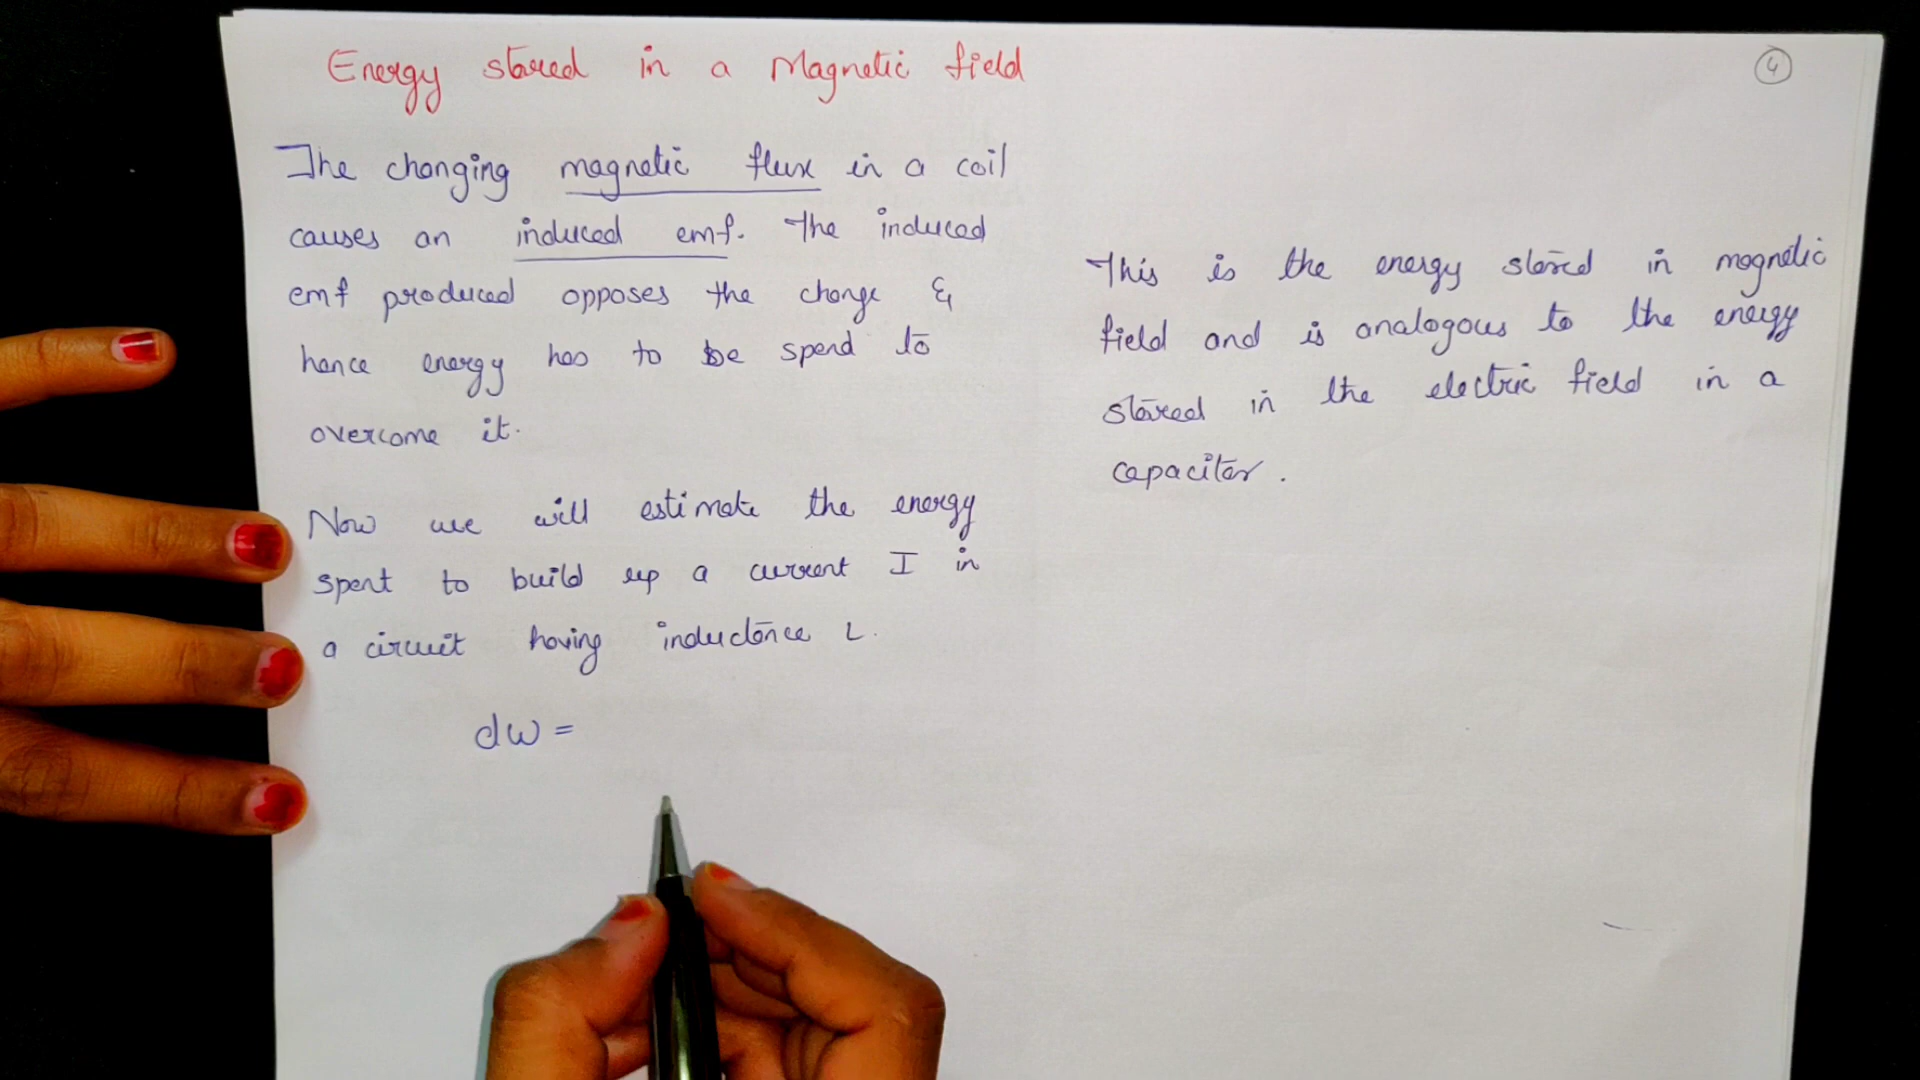 Energy stored in a Magnetic field
4
The changing magnetic flux in a coil
causes an induced emf. The induced
emf produced opposes the change &
hence energy has to be spend to
overcome it.
Now we will estimate the energy
spent to build up a current I in
a circuit having inductance L.
dw =
This is the energy stored in magnetic
field and is analogous to the energy
stored in the electric field in a
capacitor.